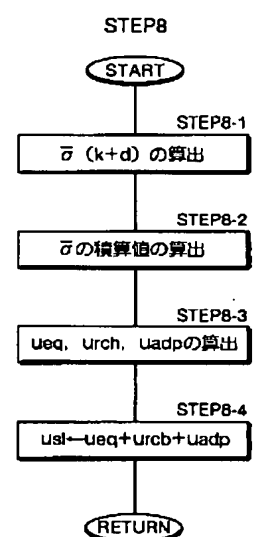 STEP8
START
STEP8-1
σ̅ (k+d) の算出
STEP8-2
σ̅の積算値の算出
STEP8-3
ueq, urch, uadpの算出
STEP8-4
usl←ueq+urcb+uadp
RETURN